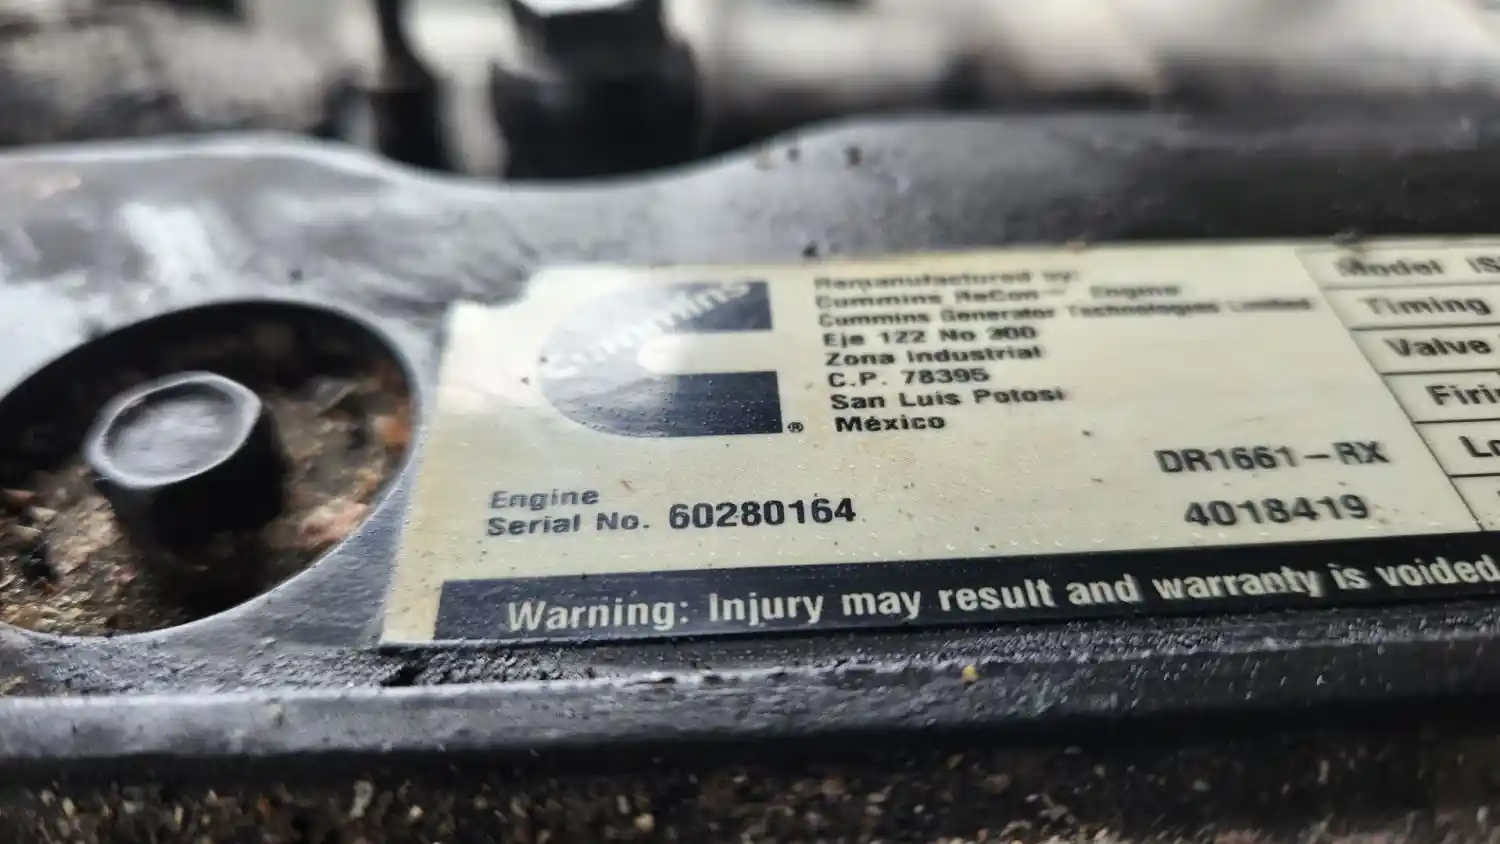 Cummins
Remanufactured by:
Cummins ReCon Engine
Cummins Generator Technologies Limited
Eje 122 No 200
Zona Industrial
C.P. 78395
San Luis Potosi
México
®
Engine
Serial No. 60280164
DR1661-RX
4018419
Warning: Injury may result and warranty is voided
Model
Timing
Valve